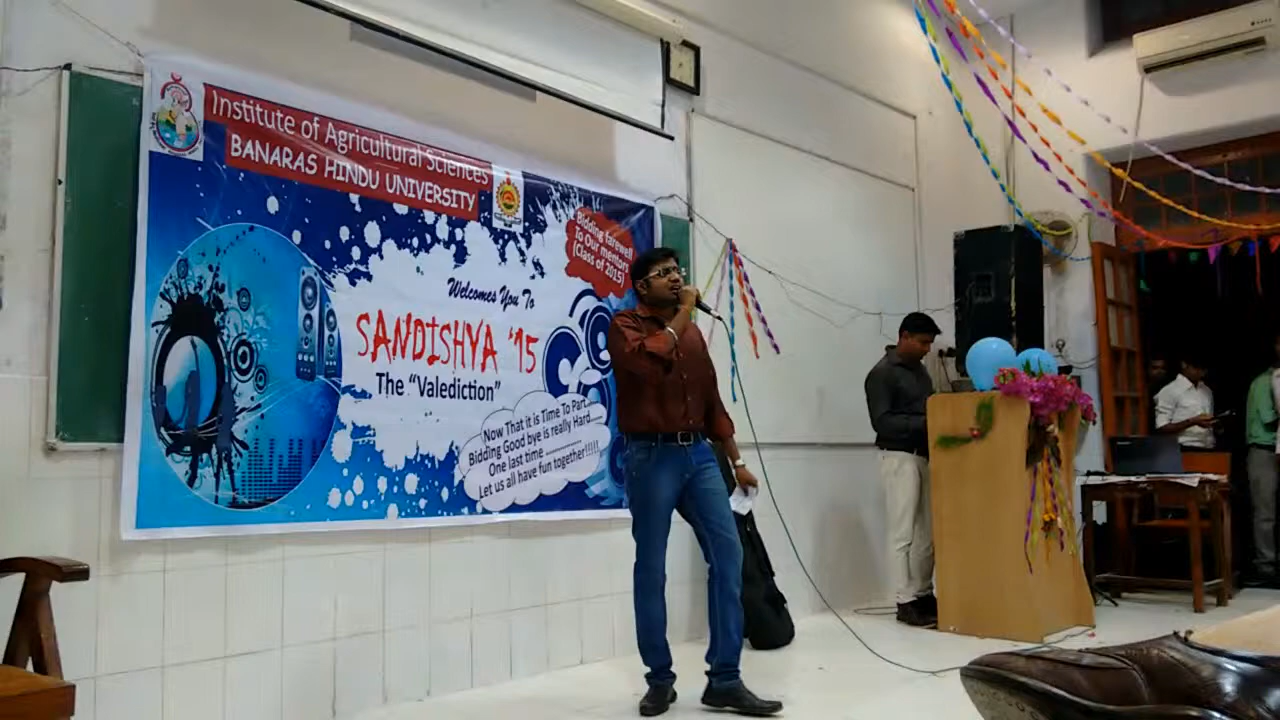 Institute of Agricultural Sciences
BANARAS HINDU UNIVERSITY
Bidding farewell
To Our mentors
(Class of 2015)
Welcomes You To
SANDISHYA '15
The "Valediction"
Now That it is Time To Part....
Bidding Good bye is really Hard....
One last time ................
Let us all have fun together!!!!!